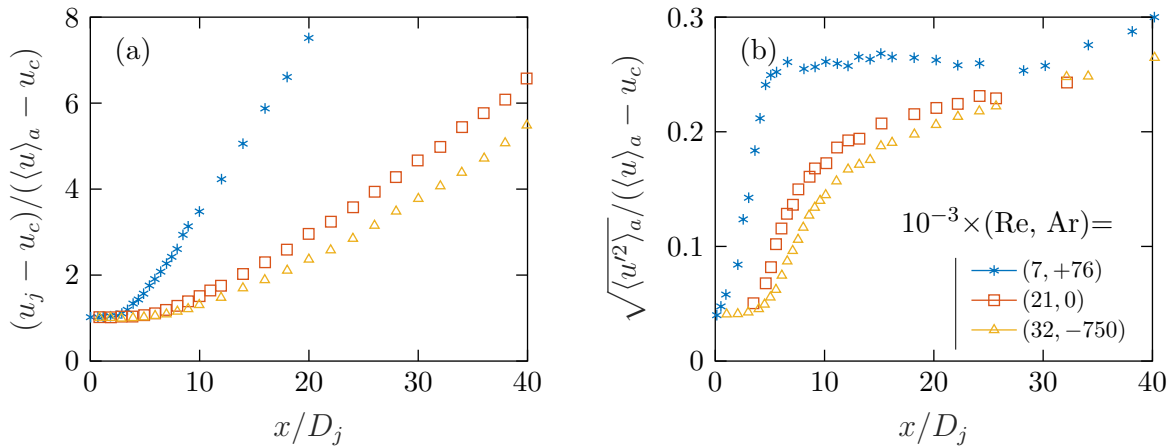 (a)
(u_j − u_c)/(⟨u⟩_a − u_c)
8
6
4
2
0
0 10 20 30 40
x/D_j
(b)
√⟨u′²⟩_a/(⟨u⟩_a − u_c)
0.3
0.2
0.1
0
10⁻³×(Re, Ar)=
(7, +76)
(21, 0)
(32, −750)
0 10 20 30 40
x/D_j